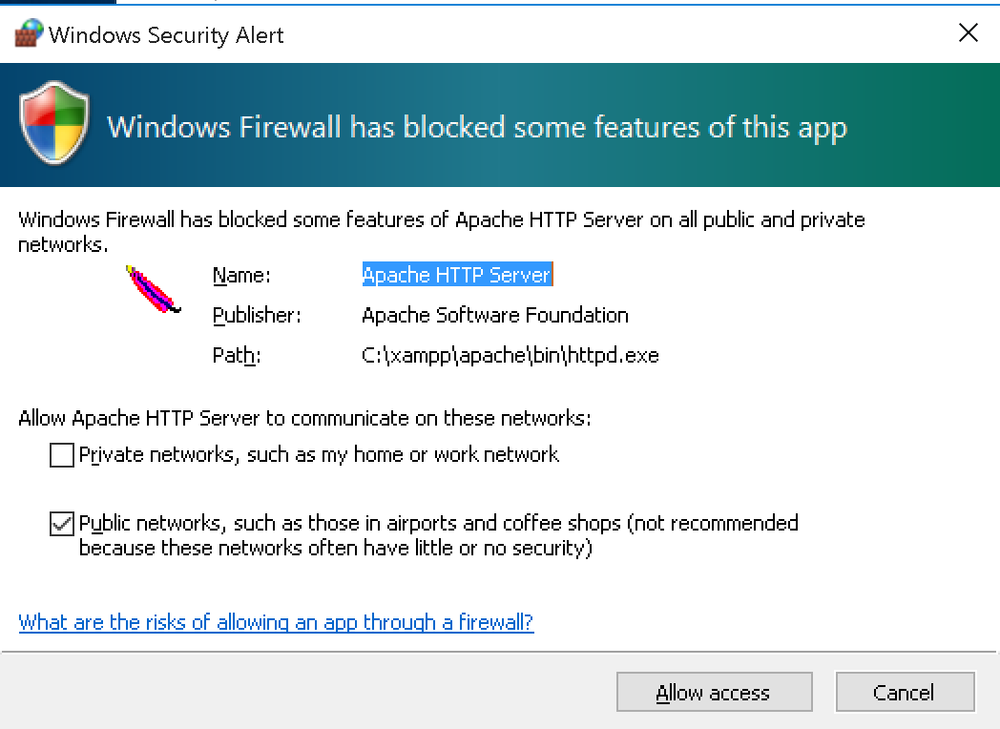 Windows Security Alert
Windows Firewall has blocked some features of this app
Windows Firewall has blocked some features of Apache HTTP Server on all public and private
networks.
Name: Apache HTTP Server
Publisher: Apache Software Foundation
Path: C:\xampp\apache\bin\httpd.exe
Allow Apache HTTP Server to communicate on these networks:
Private networks, such as my home or work network
Public networks, such as those in airports and coffee shops (not recommended
because these networks often have little or no security)
What are the risks of allowing an app through a firewall?
Allow access Cancel